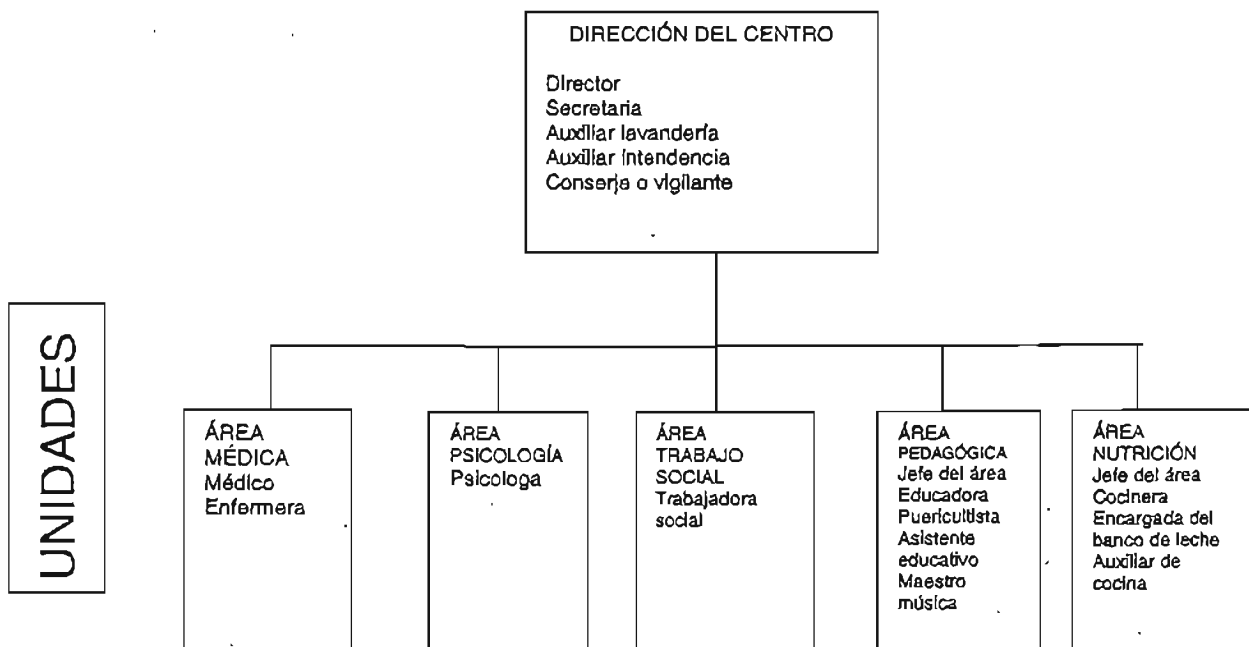 DIRECCIÓN DEL CENTRO
Director
Secretaria
Auxiliar lavandería
Auxiliar intendencia
Conserje o vigilante
UNIDADES
ÁREA
MÉDICA
Médico
Enfermera
ÁREA
PSICOLOGÍA
Psicologa
ÁREA
TRABAJO
SOCIAL
Trabajadora
social
ÁREA
PEDAGÓGICA
Jefe del área
Educadora
Puericultista
Asistente
educativo
Maestro
música
ÁREA
NUTRICIÓN
Jefe del área
Cocinera
Encargada del
banco de leche
Auxiliar de
cocina